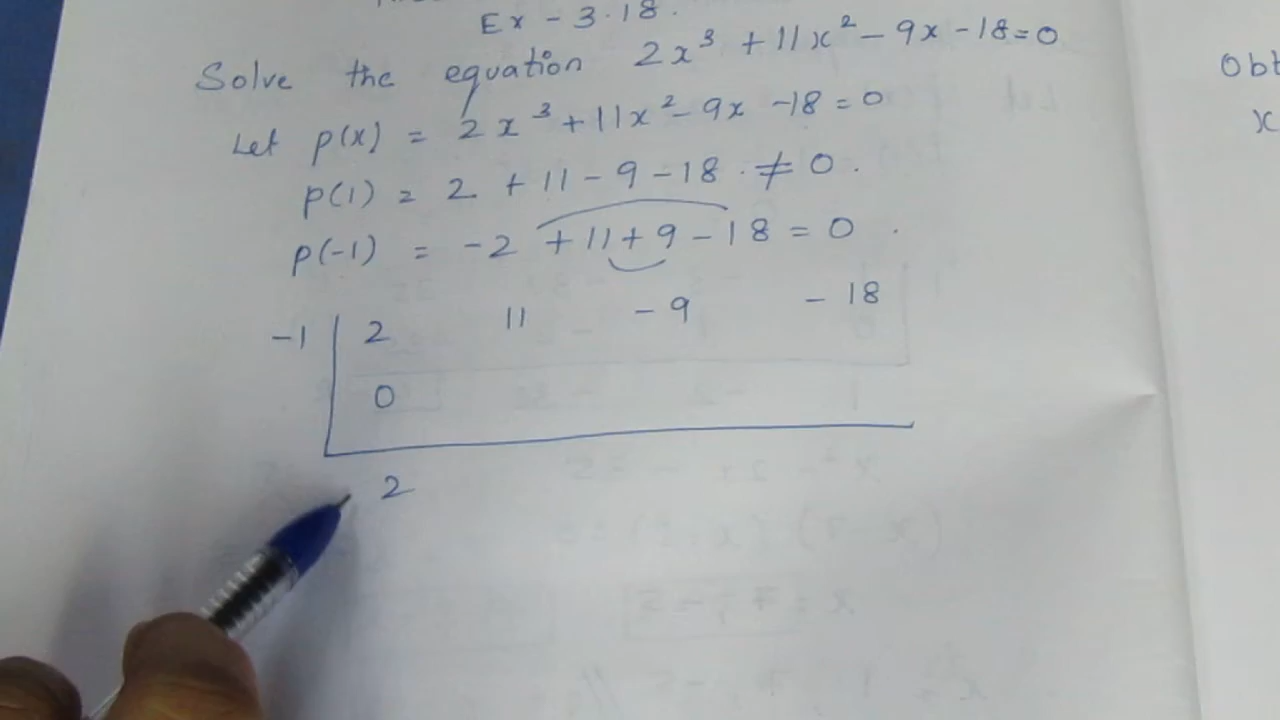 Ex - 3.18.
Solve the equation 2x³ + 11x² - 9x - 18 = 0
Let p(x) = 2x³ + 11x² - 9x - 18 = 0
p(1) = 2 + 11 - 9 - 18 ≠ 0.
p(-1) = -2 + 11 + 9 - 18 = 0.
-1 | 2 11 -9 -18
0
2
Obt
x